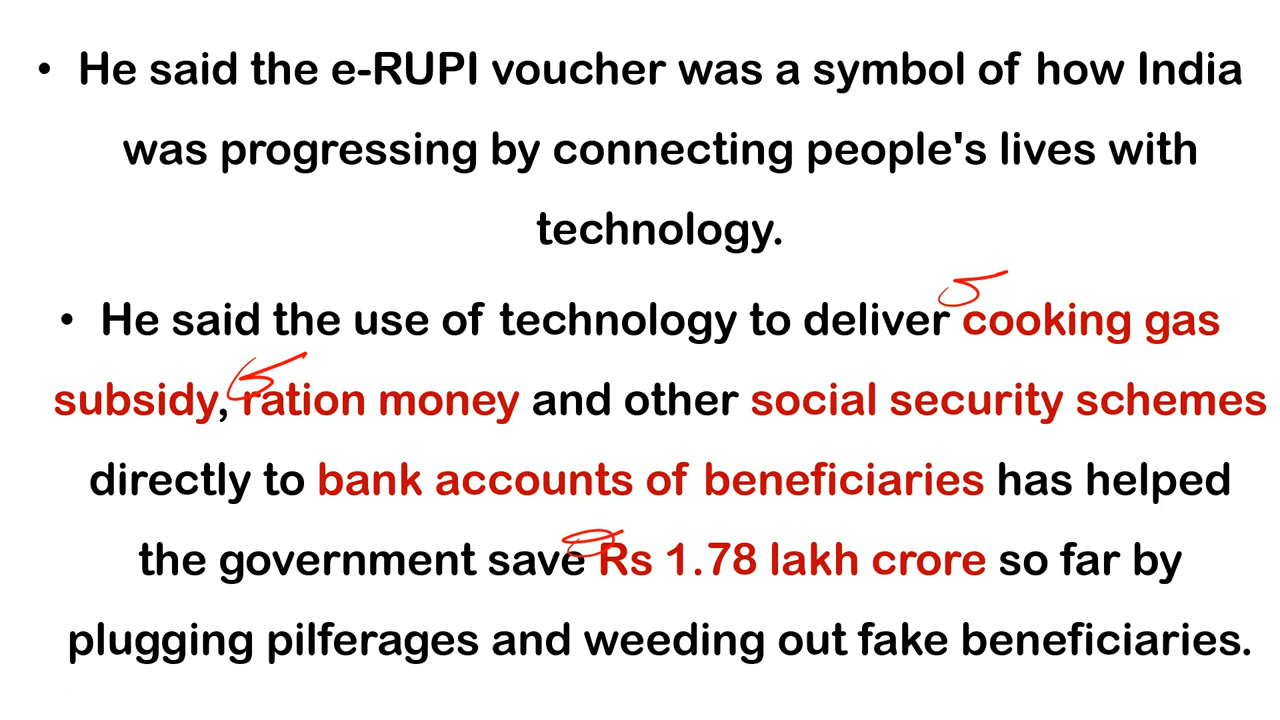 • He said the e-RUPI voucher was a symbol of how India
was progressing by connecting people's lives with
technology.
• He said the use of technology to deliver cooking gas
subsidy, ration money and other social security schemes
directly to bank accounts of beneficiaries has helped
the government save Rs 1.78 lakh crore so far by
plugging pilferages and weeding out fake beneficiaries.